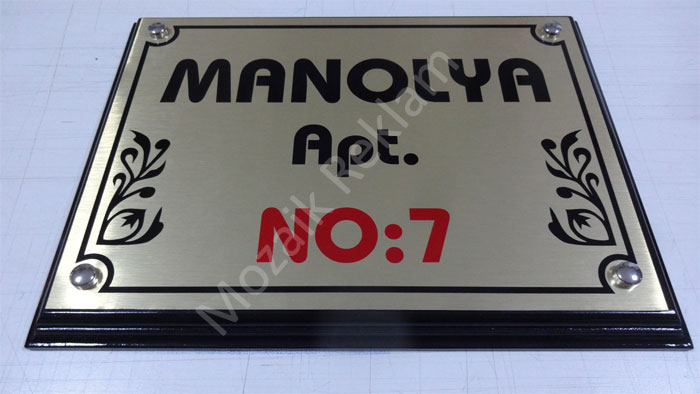 MANOLYA
Apt.
NO:7
Mozaik Reklam